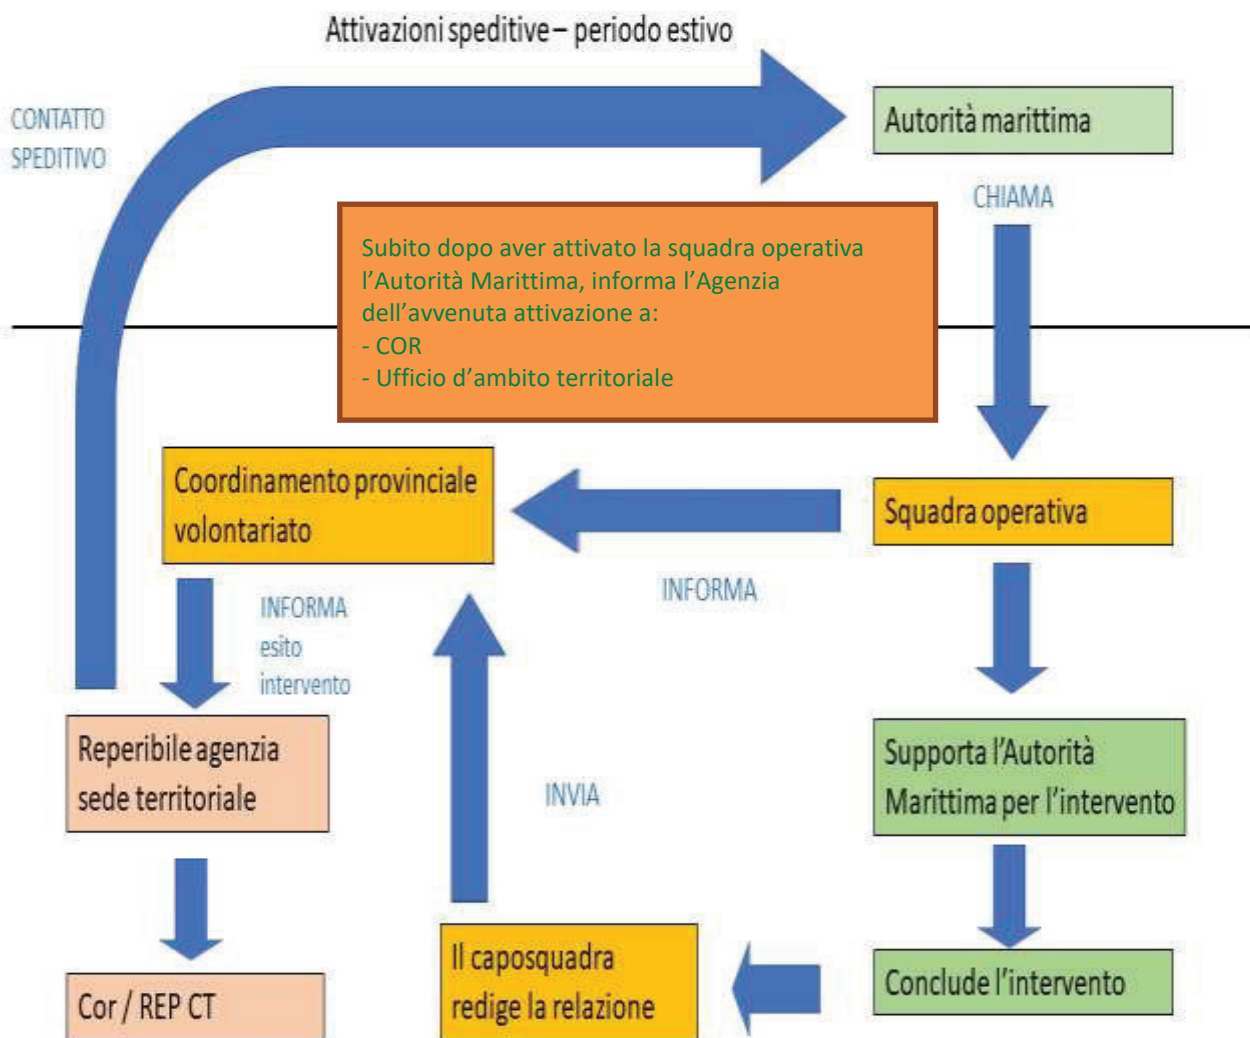 Attivazioni speditive – periodo estivo
CONTATTO
SPEDITIVO
Autorità marittima
CHIAMA
Subito dopo aver attivato la squadra operativa
l'Autorità Marittima, informa l'Agenzia
dell'avvenuta attivazione a:
- COR
- Ufficio d'ambito territoriale
Coordinamento provinciale
volontariato
Squadra operativa
INFORMA
INFORMA
esito
intervento
Reperibile agenzia
sede territoriale
Supporta l'Autorità
Marittima per l'intervento
INVIA
Il caposquadra
redige la relazione
Conclude l'intervento
Cor / REP CT